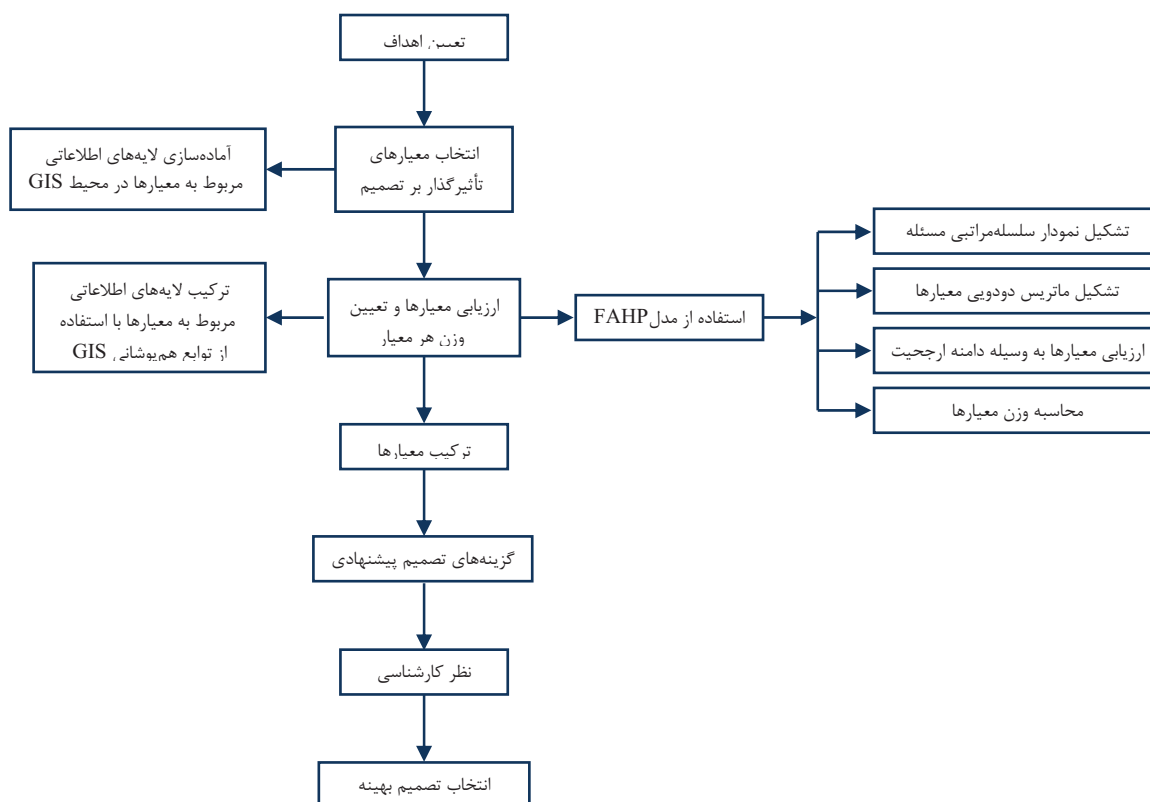 تعیین اهداف
انتخاب معیارهای
تأثیرگذار بر تصمیم
آماده‌سازی لایه‌های اطلاعاتی
مربوط به معیارها در محیط GIS
ارزیابی معیارها و تعیین
وزن هر معیار
ترکیب لایه‌های اطلاعاتی
مربوط به معیارها با استفاده
از توابع هم‌پوشانی GIS
استفاده از مدل FAHP
تشکیل نمودار سلسله‌مراتبی مسئله
تشکیل ماتریس دودویی معیارها
ارزیابی معیارها به وسیله دامنه ارجحیت
محاسبه وزن معیارها
ترکیب معیارها
گزینه‌های تصمیم پیشنهادی
نظر کارشناسی
انتخاب تصمیم بهینه